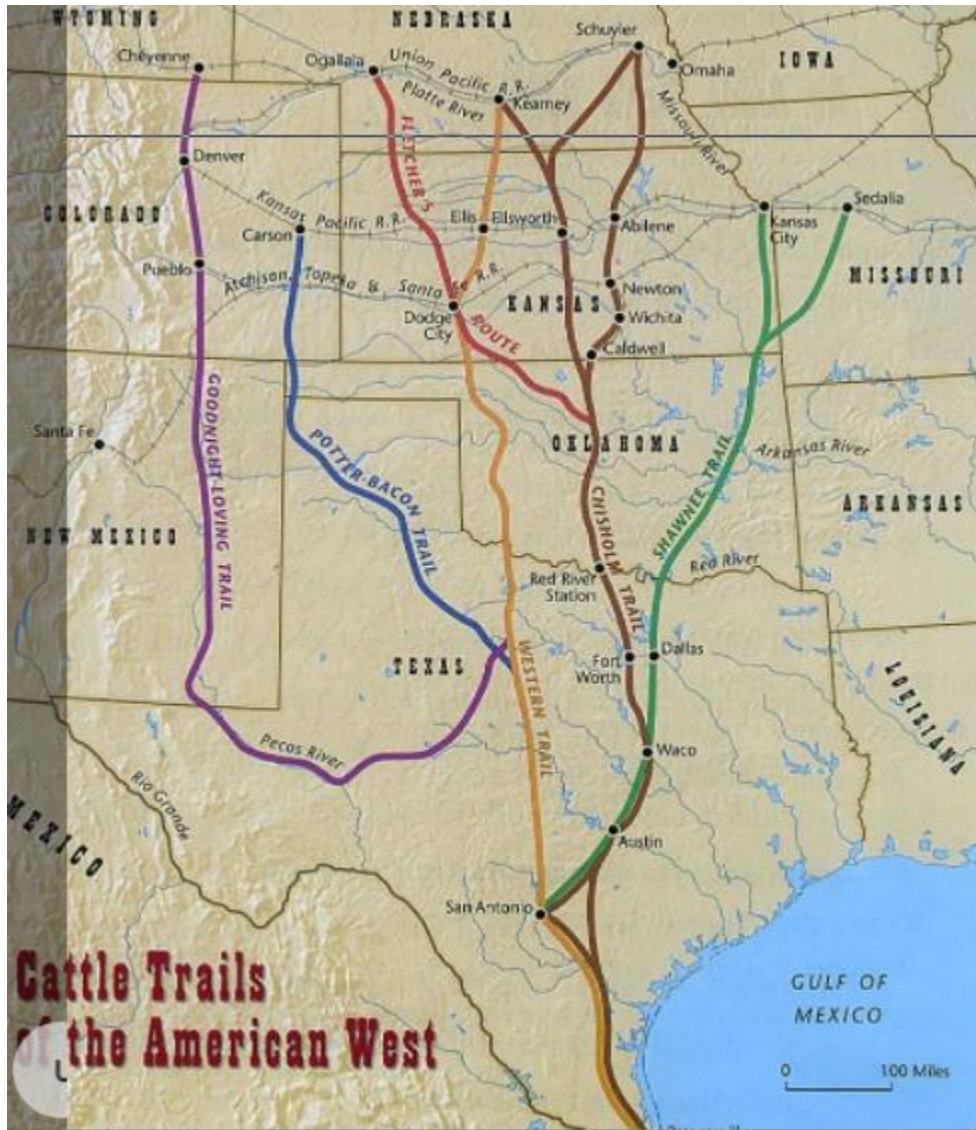 WYOMING
NEBRASKA
IOWA
Cheyenne
Ogallala
Union Pacific R.R.
Platte River
Kearney
Schuyler
Omaha
Missouri River
FLETCHER'S
ROUTE
Denver
COLORADO
Kansas Pacific R.R.
Carson
Ellis
Ellsworth
Abilene
Kansas
City
Sedalia
Pueblo
Atchison, Topeka & Santa Fe R.R.
KANSAS
Newton
Wichita
MISSOURI
Dodge
City
Caldwell
Santa Fe
GOODNIGHT-LOVING TRAIL
POTTER-BACON TRAIL
OKLAHOMA
Arkansas River
NEW MEXICO
CHISHOLM TRAIL
SHAWNEE TRAIL
ARKANSAS
Red River
Station
Red River
TEXAS
WESTERN TRAIL
Fort
Worth
Dallas
LOUISIANA
Pecos River
Waco
Rio Grande
MEXICO
Austin
San Antonio
Cattle Trails
of the American West
GULF OF
MEXICO
0 100 Miles